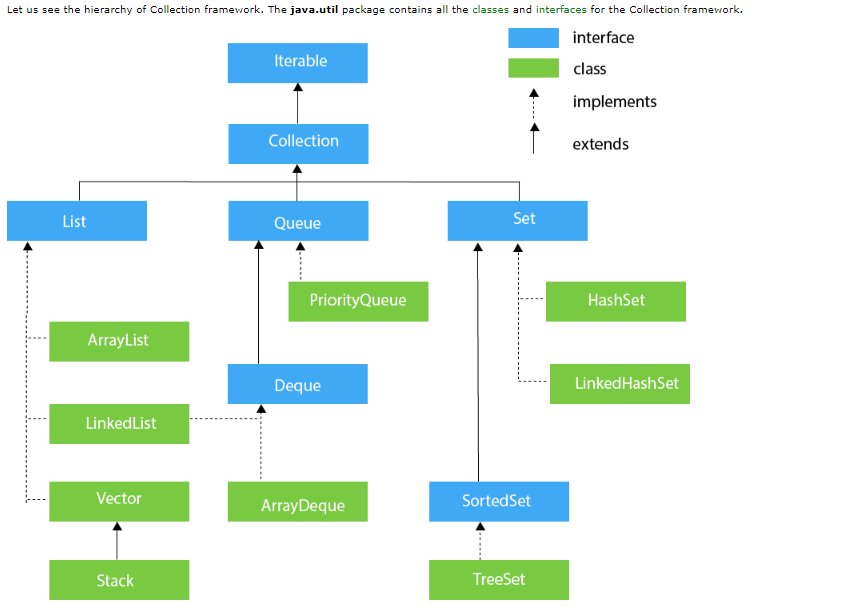 Let us see the hierarchy of Collection framework. The java.util package contains all the classes and interfaces for the Collection framework.
interface
Iterable
class
implements
Collection
extends
List
Queue
Set
PriorityQueue
HashSet
ArrayList
Deque
LinkedHashSet
LinkedList
Vector
ArrayDeque
SortedSet
Stack
TreeSet